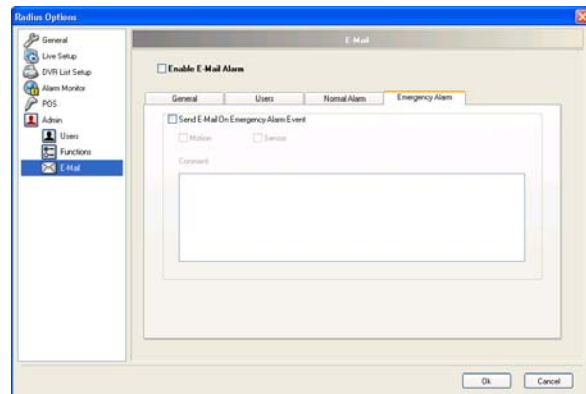 Radius Options
General
Live Setup
DVR List Setup
Alarm Monitor
POS
Admin
Users
Functions
E-Mail
E-Mail
Enable E-Mail Alarm
General Users Normal Alarm Emergency Alarm
Send E-Mail On Emergency Alarm Event
Motion Sensor
Comment
Ok Cancel